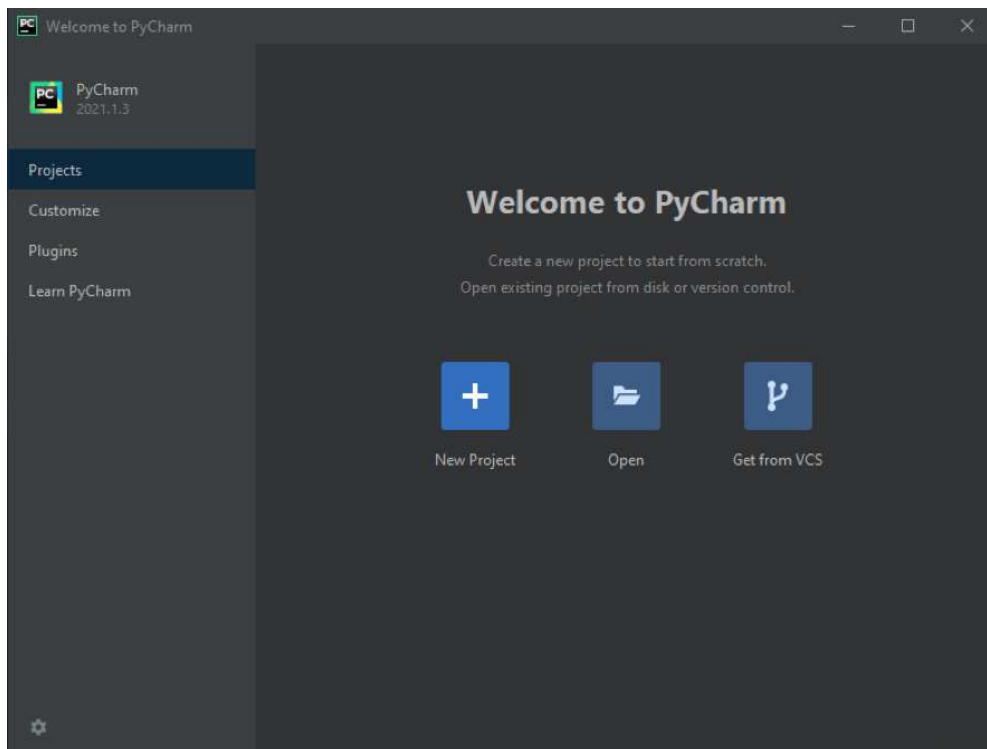 Welcome to PyCharm
PC
PyCharm
2021.1.3
Projects
Customize
Plugins
Learn PyCharm
Welcome to PyCharm
Create a new project to start from scratch.
Open existing project from disk or version control.
New Project
Open
Get from VCS